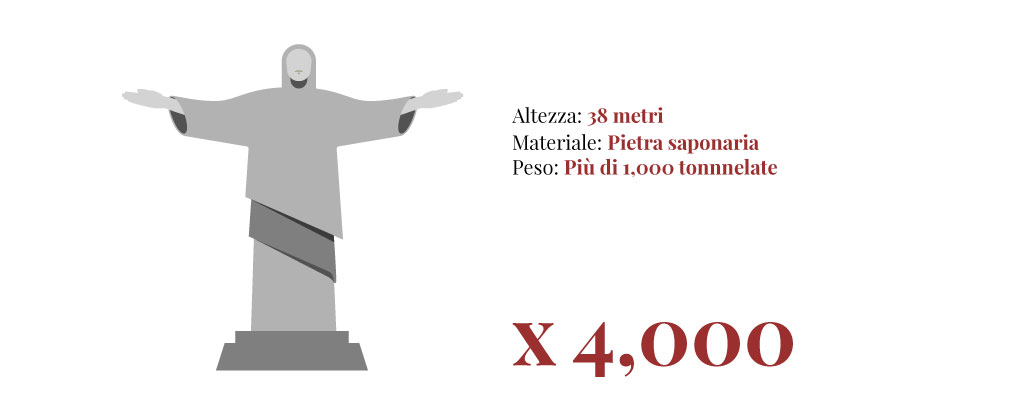 Altezza: 38 metri
Materiale: Pietra saponaria
Peso: Più di 1,000 tonnnelate
x 4,000